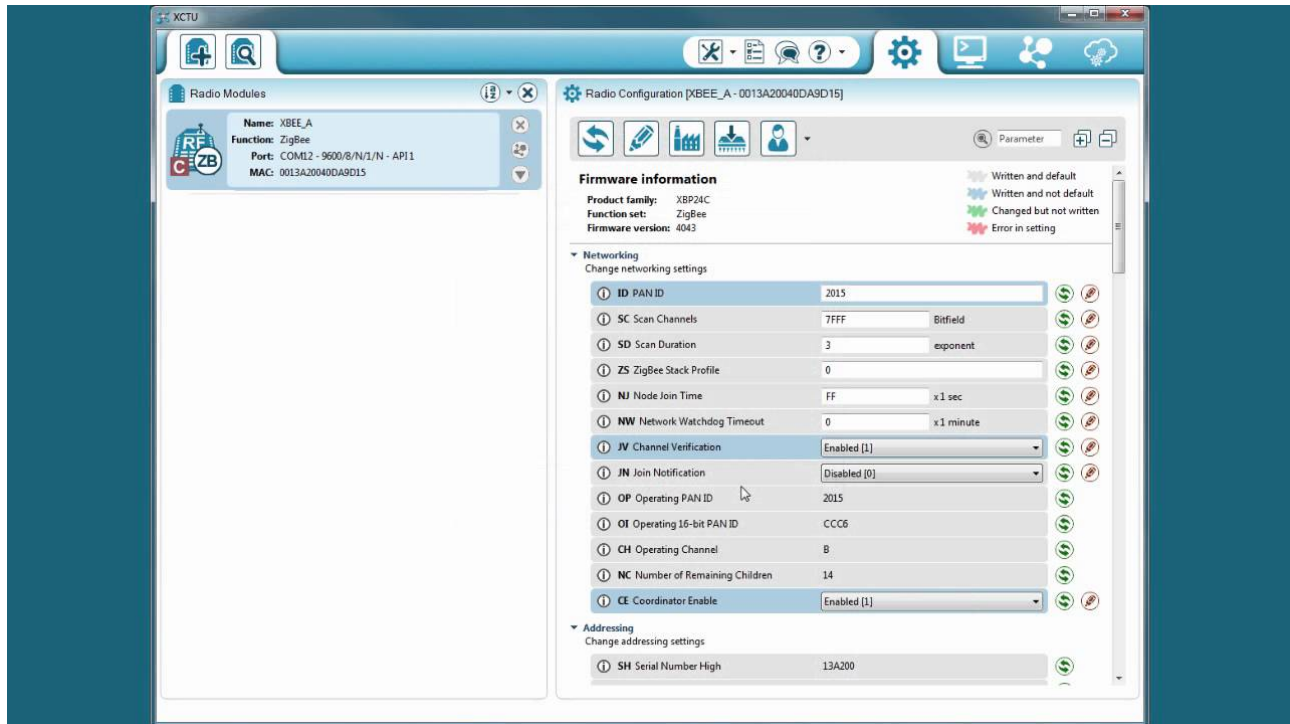 XCTU
Radio Modules
Name: XBEE_A
Function: ZigBee
Port: COM12 - 9600/8/N/1/N - API 1
MAC: 0013A20040DA9D15
RF
C ZB
Radio Configuration [XBEE_A - 0013A20040DA9D15]
Parameter
Firmware information
Product family: XBP24C
Function set: ZigBee
Firmware version: 4043
Written and default
Written and not default
Changed but not written
Error in setting
Networking
Change networking settings
ID PAN ID 2015
SC Scan Channels 7FFF Bitfield
SD Scan Duration 3 exponent
ZS ZigBee Stack Profile 0
NJ Node Join Time FF x 1 sec
NW Network Watchdog Timeout 0 x 1 minute
JV Channel Verification Enabled [1]
JN Join Notification Disabled [0]
OP Operating PAN ID 2015
OI Operating 16-bit PAN ID CCC6
CH Operating Channel B
NC Number of Remaining Children 14
CE Coordinator Enable Enabled [1]
Addressing
Change addressing settings
SH Serial Number High 13A200